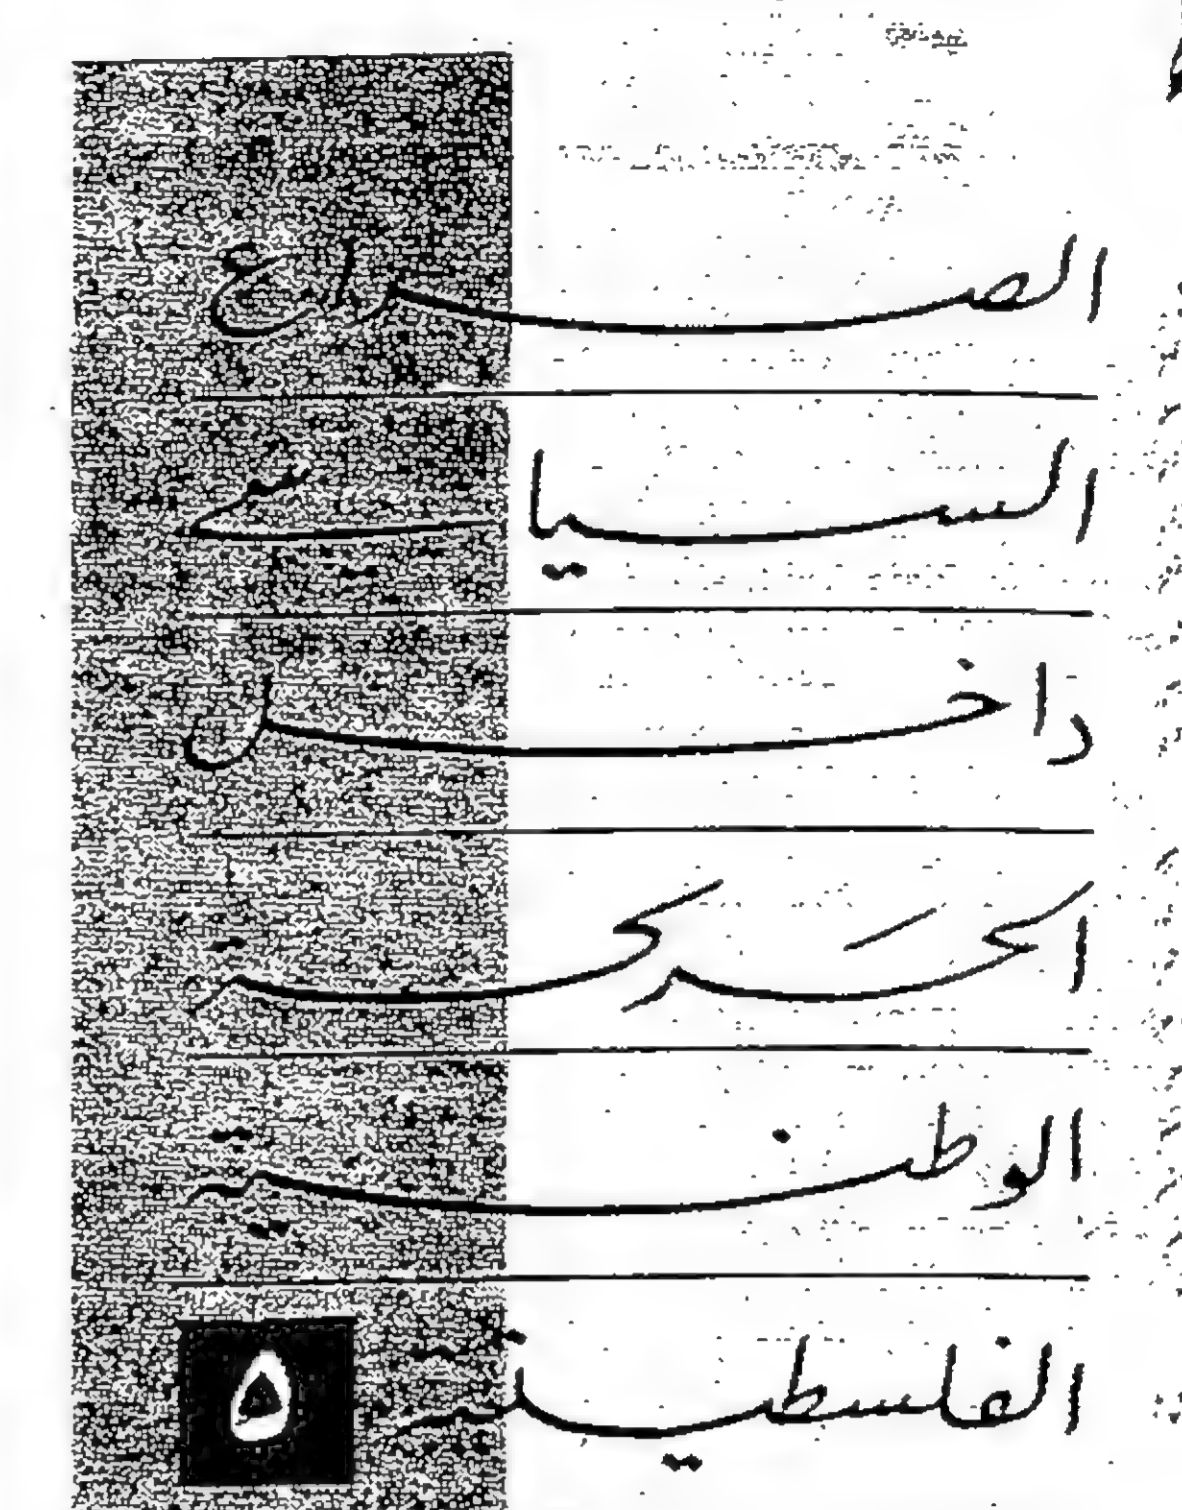 الصراع
السياسي
داخل
الحركة
الوطنية
الفلسطينية
٥